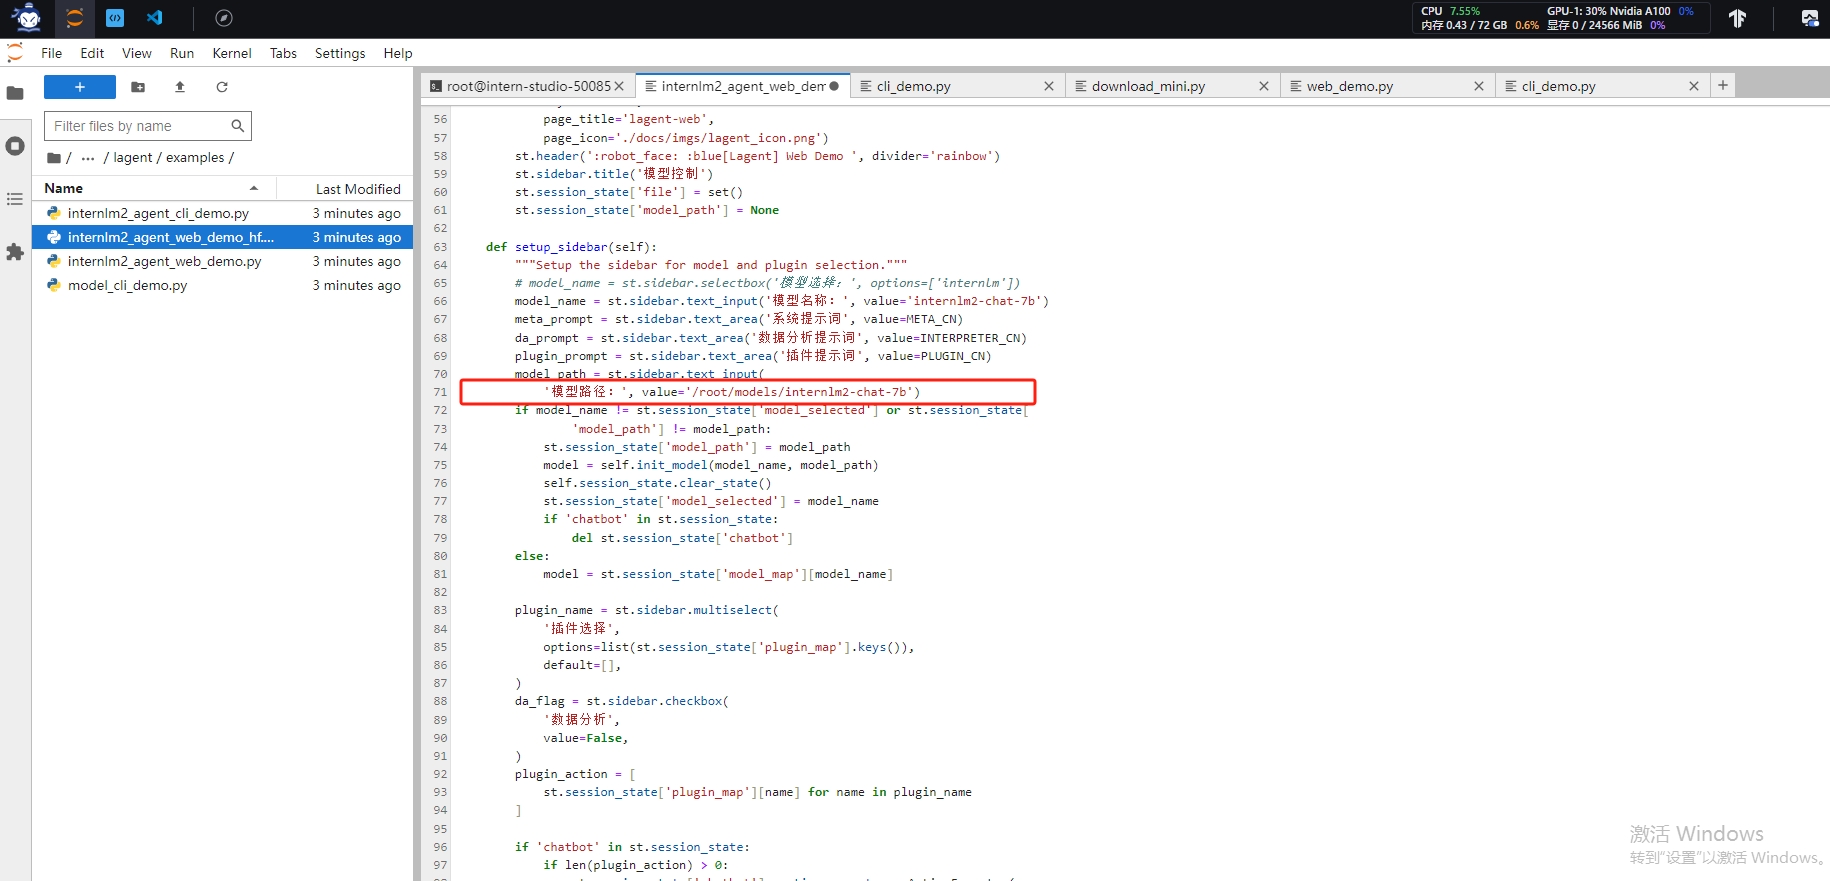 CPU 7.55%
GPU-1: 30% Nvidia A100 0%
内存 0.43 / 72 GB 0.6%
显存 0 / 24566 MiB 0%
File Edit View Run Kernel Tabs Settings Help
+
Filter files by name
/ ··· / lagent / examples /
Name Last Modified
internlm2_agent_cli_demo.py 3 minutes ago
internlm2_agent_web_demo_hf.... 3 minutes ago
internlm2_agent_web_demo.py 3 minutes ago
model_cli_demo.py 3 minutes ago
root@intern-studio-50085
internlm2_agent_web_dem
cli_demo.py
download_mini.py
web_demo.py
cli_demo.py
56 page_title='lagent-web',
57 page_icon='./docs/imgs/lagent_icon.png')
58 st.header(':robot_face: :blue[Lagent] Web Demo ', divider='rainbow')
59 st.sidebar.title('模型控制')
60 st.session_state['file'] = set()
61 st.session_state['model_path'] = None
62
63 def setup_sidebar(self):
64 """Setup the sidebar for model and plugin selection."""
65 # model_name = st.sidebar.selectbox('模型选择：', options=['internlm'])
66 model_name = st.sidebar.text_input('模型名称：', value='internlm2-chat-7b')
67 meta_prompt = st.sidebar.text_area('系统提示词', value=META_CN)
68 da_prompt = st.sidebar.text_area('数据分析提示词', value=INTERPRETER_CN)
69 plugin_prompt = st.sidebar.text_area('插件提示词', value=PLUGIN_CN)
70 model_path = st.sidebar.text_input(
71 '模型路径：', value='/root/models/internlm2-chat-7b')
72 if model_name != st.session_state['model_selected'] or st.session_state[
73 'model_path'] != model_path:
74 st.session_state['model_path'] = model_path
75 model = self.init_model(model_name, model_path)
76 self.session_state.clear_state()
77 st.session_state['model_selected'] = model_name
78 if 'chatbot' in st.session_state:
79 del st.session_state['chatbot']
80 else:
81 model = st.session_state['model_map'][model_name]
82
83 plugin_name = st.sidebar.multiselect(
84 '插件选择',
85 options=list(st.session_state['plugin_map'].keys()),
86 default=[],
87 )
88 da_flag = st.sidebar.checkbox(
89 '数据分析',
90 value=False,
91 )
92 plugin_action = [
93 st.session_state['plugin_map'][name] for name in plugin_name
94 ]
95
96 if 'chatbot' in st.session_state:
97 if len(plugin_action) > 0:
激活 Windows
转到“设置”以激活 Windows。